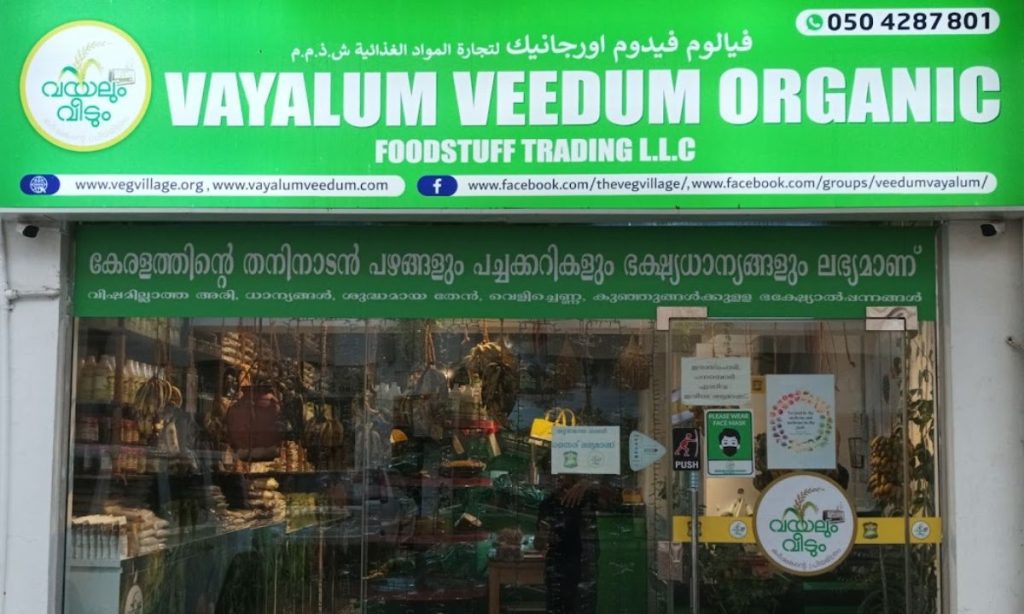 050 4287801
فيالوم فيدوم اورجانيك لتجارة المواد الغذائية ش.ذ.م.م
വയലും
വീടും
VAYALUM VEEDUM ORGANIC
FOODSTUFF TRADING L.L.C
www.vegvillage.org , www.vayalumveedum.com
www.facebook.com/thevegvillage/, www.facebook.com/groups/veedumvayalum/
കേരളത്തിന്റെ തനിനാടൻ പഴങ്ങളും പച്ചക്കറികളും ഭക്ഷ്യധാന്യങ്ങളും ലഭ്യമാണ്
വിഷമില്ലാത്ത അരി, ധാന്യങ്ങൾ, ശുദ്ധമായ തേൻ, വെളിച്ചെണ്ണ, കുഞ്ഞുങ്ങൾക്കുള്ള ഭക്ഷ്യോൽപ്പന്നങ്ങൾ
PLEASE WEAR
FACE MASK
PUSH
വയലും
വീടും